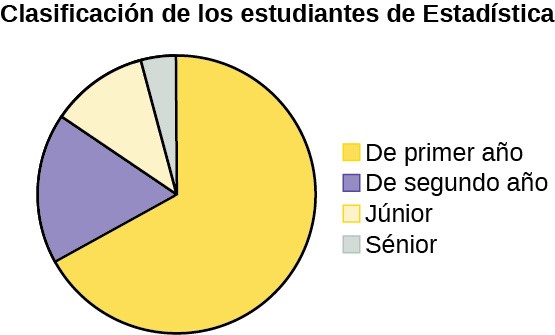 Clasificación de los estudiantes de Estadística
De primer año
De segundo año
Júnior
Sénior